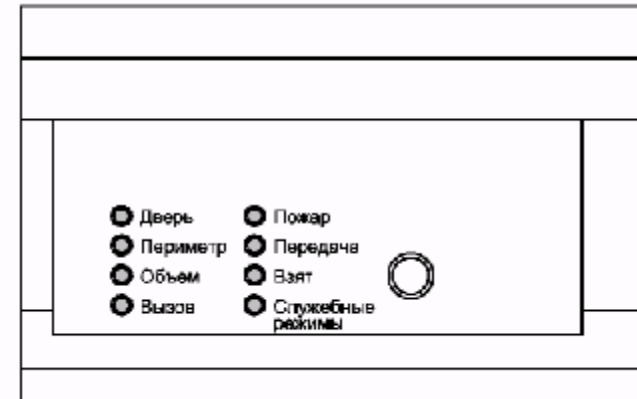 Дверь
Периметр
Объем
Вызов
Пожар
Передача
Взят
Служебные
режимы